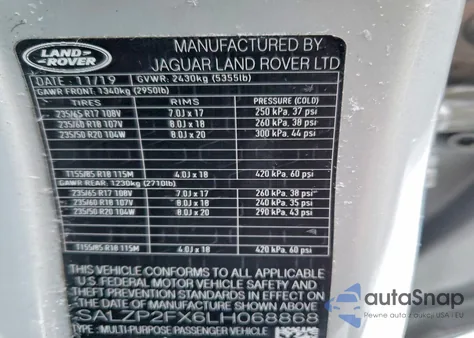 LAND ROVER
MANUFACTURED BY
JAGUAR LAND ROVER LTD
DATE : 11/19 GVWR: 2430kg (5355lb)
GAWR FRONT: 1340kg (2950lb)
TIRES RIMS PRESSURE (COLD)
235/65 R17 108V 7.0J x 17 250 kPa, 37 psi
235/60 R18 107V 8.0J x 18 260 kPa, 38 psi
235/50 R20 104W 8.0J x 20 300 kPa, 44 psi
T155/85 R18 115M 4.0J x 18 420 kPa, 60 psi
GAWR REAR: 1230kg (2710lb)
235/65 R17 108V 7.0J x 17 260 kPa, 38 psi
235/60 R18 107V 8.0J x 18 240 kPa, 35 psi
235/50 R20 104W 8.0J x 20 290 kPa, 43 psi
T155/85 R18 115M 4.0J x 18 420 kPa, 60 psi
THIS VEHICLE CONFORMS TO ALL APPLICABLE
U.S. FEDERAL MOTOR VEHICLE SAFETY, BUMPER,
AND THEFT PREVENTION STANDARDS IN EFFECT ON THE
DATE OF MANUFACTURE SHOWN ABOVE.
SALZP2FX6LH068868
TYPE: MULTI-PURPOSE PASSENGER VEHICLE
autoSnap
Powered by CarCheckVIN